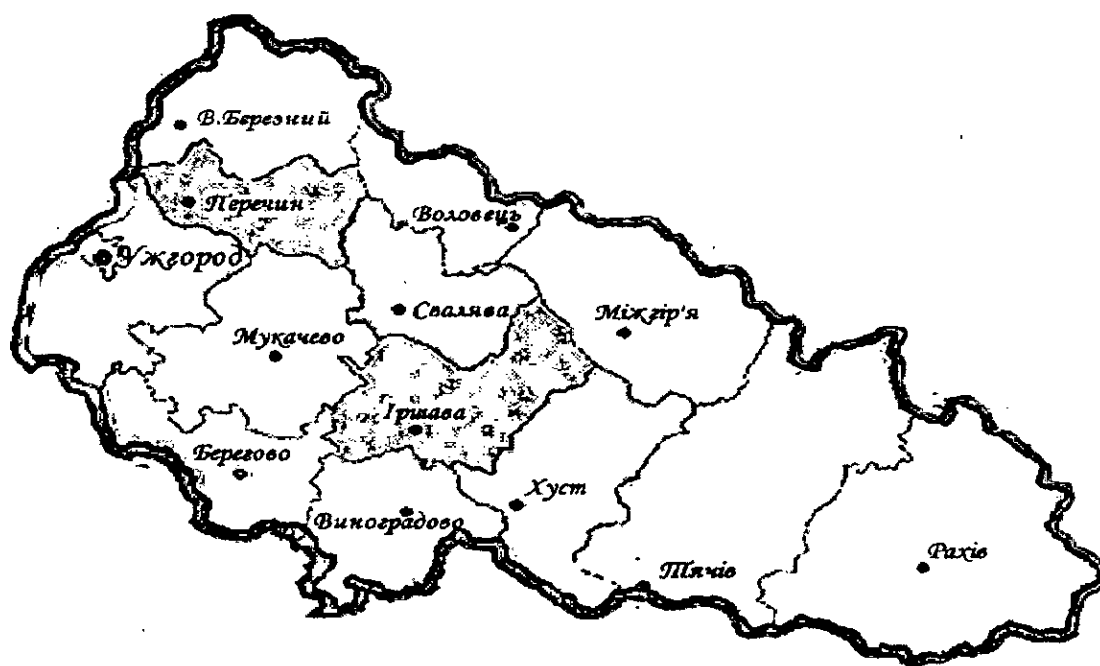 В.Березний
Перечин
Воловець
Ужгород
Свалява
Міжгір'я
Мукачево
Іршава
Берегово
Хуст
Виноградово
Тячів
Рахів